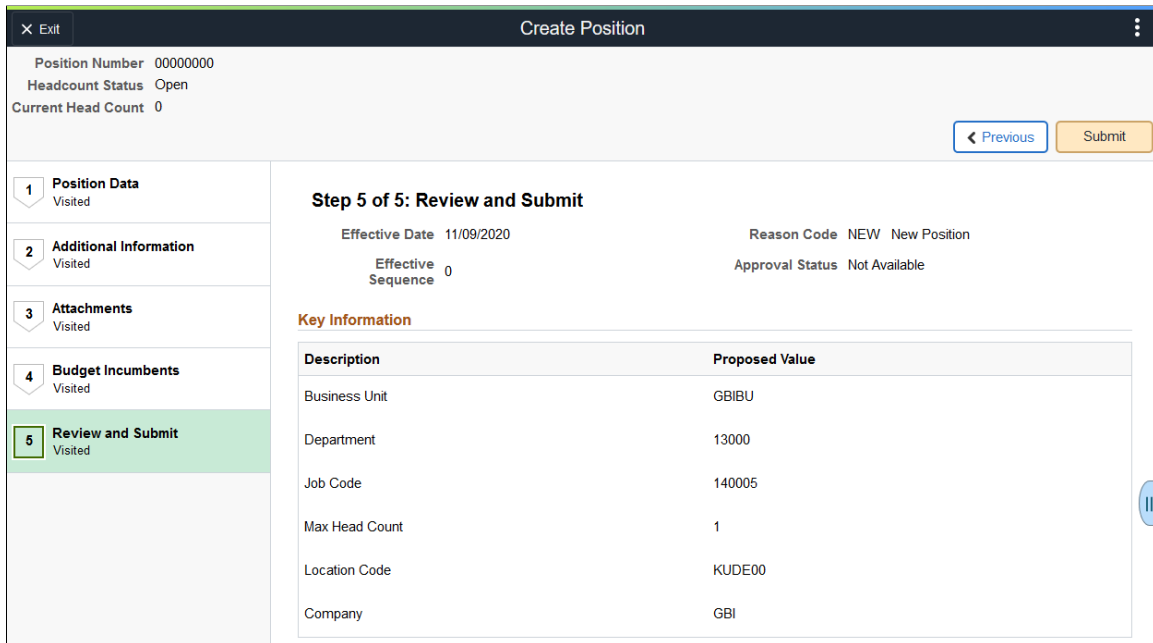 × Exit
Create Position
Position Number 00000000
Headcount Status Open
Current Head Count 0
Previous Submit
1 Position Data
Visited
2 Additional Information
Visited
3 Attachments
Visited
4 Budget Incumbents
Visited
5 Review and Submit
Visited
Step 5 of 5: Review and Submit
Effective Date 11/09/2020 Reason Code NEW New Position
Effective
Sequence 0 Approval Status Not Available
Key Information
Description Proposed Value
Business Unit GBIBU
Department 13000
Job Code 140005
Max Head Count 1
Location Code KUDE00
Company GBI